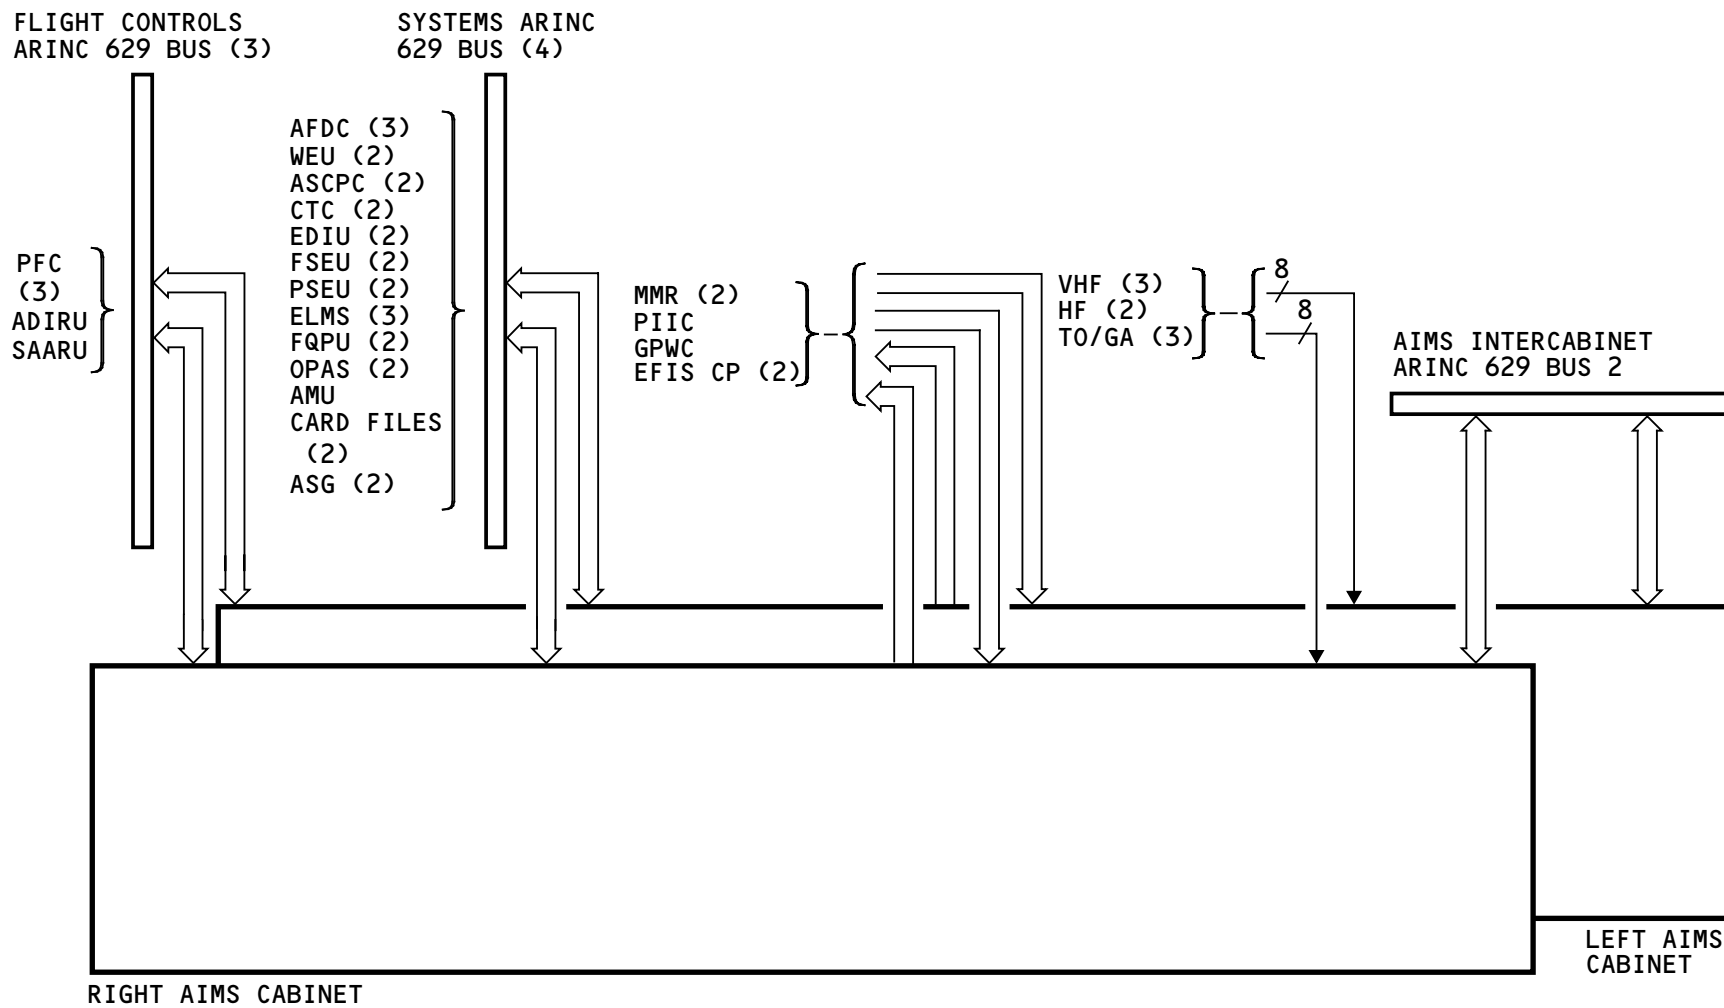 FLIGHT CONTROLS
ARINC 629 BUS (3)
SYSTEMS ARINC
629 BUS (4)
PFC
(3)
ADIRU
SAARU
AFDC (3)
WEU (2)
ASCPC (2)
CTC (2)
EDIU (2)
FSEU (2)
PSEU (2)
ELMS (3)
FQPU (2)
OPAS (2)
AMU
CARD FILES
(2)
ASG (2)
MMR (2)
PIIC
GPWC
EFIS CP (2)
VHF (3)
HF (2)
TO/GA (3)
8
8
AIMS INTERCABINET
ARINC 629 BUS 2
LEFT AIMS
CABINET
RIGHT AIMS CABINET